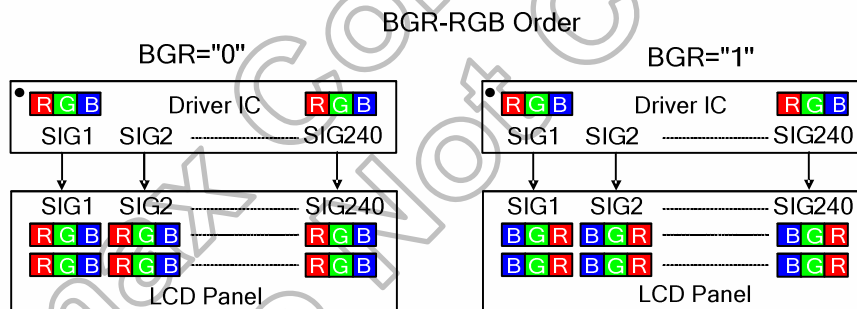 BGR-RGB Order
BGR="0"
R G B Driver IC R G B
SIG1 SIG2 SIG240
SIG1 SIG2 SIG240
R G B R G B R G B
R G B R G B R G B
LCD Panel
BGR="1"
R G B Driver IC R G B
SIG1 SIG2 SIG240
SIG1 SIG2 SIG240
B G R B G R B G R
B G R B G R B G R
LCD Panel